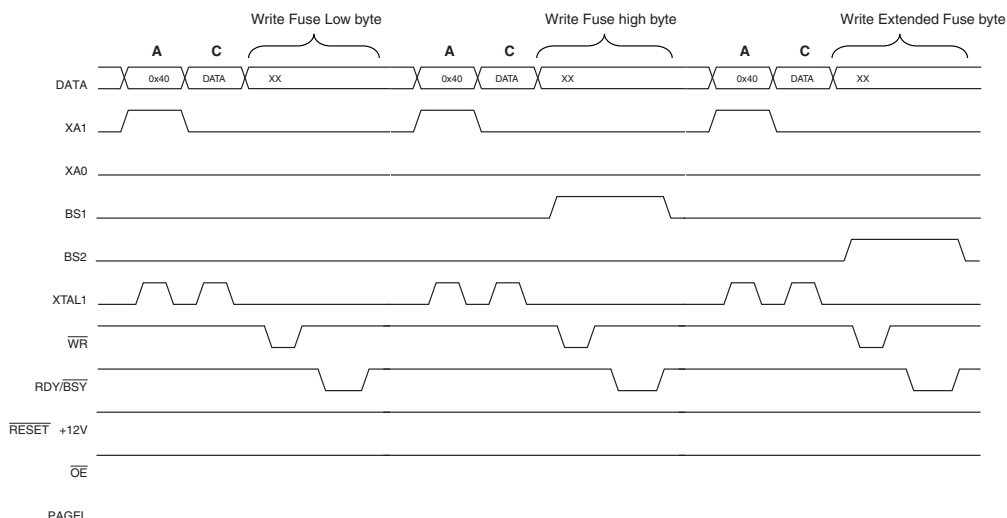 Write Fuse Low byte Write Fuse high byte Write Extended Fuse byte
A C A C A C
DATA 0x40 DATA XX 0x40 DATA XX 0x40 DATA XX
XA1
XA0
BS1
BS2
XTAL1
WR
RDY/BSY
RESET +12V
OE
PAGEL